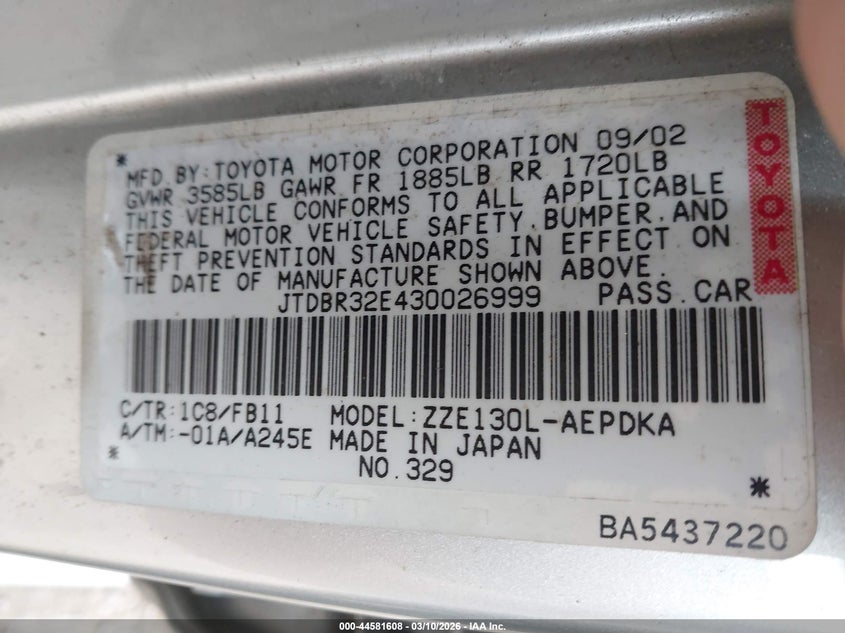 MFD BY:TOYOTA MOTOR CORPORATION 09/02
GVWR 3585LB GAWR FR 1885LB RR 1720LB
THIS VEHICLE CONFORMS TO ALL APPLICABLE
FEDERAL MOTOR VEHICLE SAFETY,BUMPER,AND
THEFT PREVENTION STANDARDS IN EFFECT ON
THE DATE OF MANUFACTURE SHOWN ABOVE.
JTDBR32E430026999 PASS.CAR
TOYOTA
C/TR:1C8/FB11 MODEL:ZZE130L-AEPDKA
A/TM:-01A/A245E MADE IN JAPAN
NO.329
BA5437220
000-44581608 - 03/10/2026 - IAA Inc.